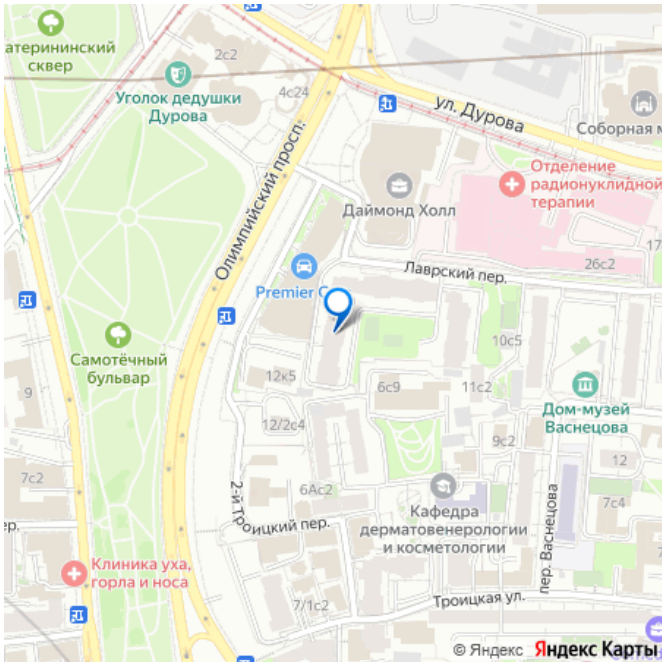 атерининский
сквер
2с2
Уголок дедушки
Дурова
4с24
ул. Дурова
Соборная м
Олимпийский просп.
Даймонд Холл
Отделение
радионуклидной
терапии
17
26с2
Лаврский пер.
Premier C
Самотёчный
бульвар
9
12к5
6с9
11с2
10с5
Дом-музей
Васнецова
12/2с4
9с2
12
7с2
2-й Троицкий пер.
6Ас2
Кафедра
дерматовенерологии
и косметологии
пер. Васнецова
7с4
ер.
Клиника уха,
горла и носа
7/1с2
Троицкая ул.
© Яндекс Яндекс Карты